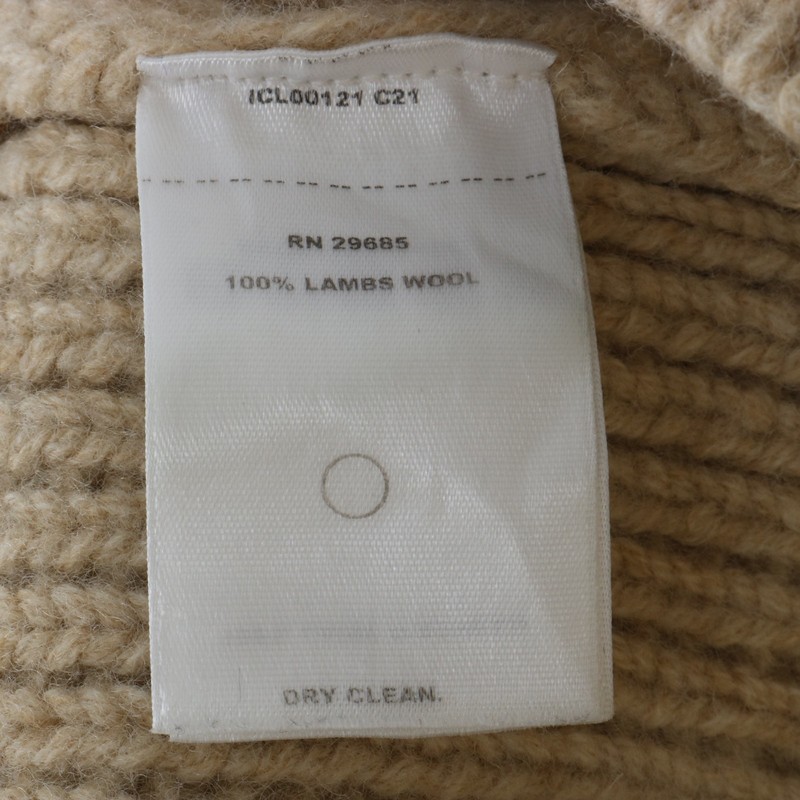 ICL00121 C21
RN 29685
100% LAMBS WOOL
DRY CLEAN.